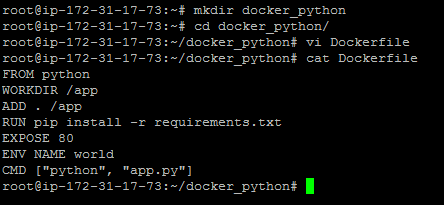 root@ip-172-31-17-73:~# mkdir docker_python
root@ip-172-31-17-73:~# cd docker_python/
root@ip-172-31-17-73:~/docker_python# vi Dockerfile
root@ip-172-31-17-73:~/docker_python# cat Dockerfile
FROM python
WORKDIR /app
ADD . /app
RUN pip install -r requirements.txt
EXPOSE 80
ENV NAME world
CMD ["python", "app.py"]
root@ip-172-31-17-73:~/docker_python#